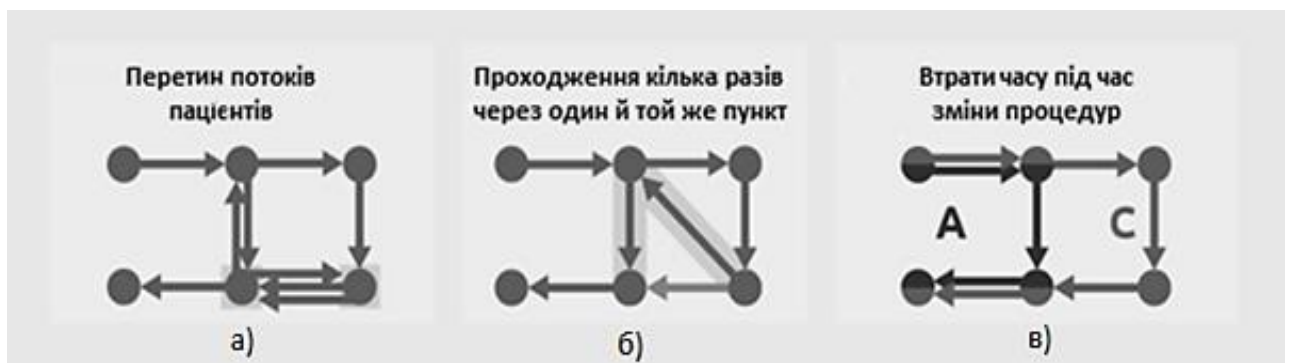 Перетин потоків
пацієнтів
Проходження кілька разів
через один й той же пункт
Втрати часу під час
зміни процедур
A
C
а)
б)
в)